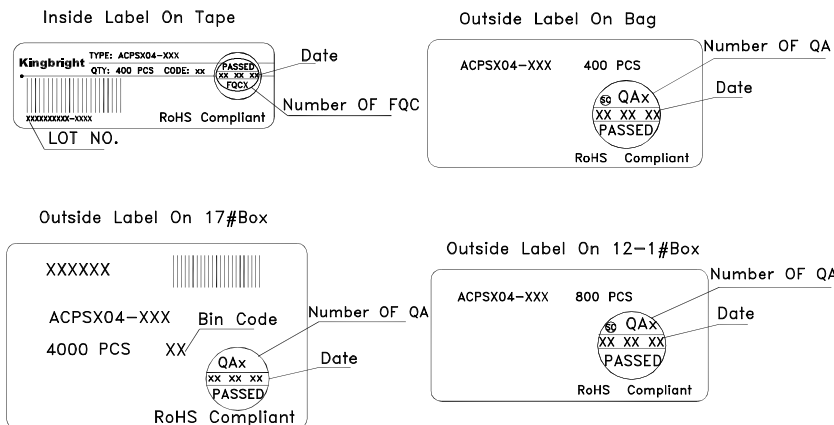 Inside Label On Tape
Kingbright
TYPE: ACPSX04-XXX
QTY: 400 PCS CODE: xx
PASSED
XX XX XX
FQCX
Date
Number OF FQC
XXXXXXXXXX-XXXX
RoHS Compliant
LOT NO.
Outside Label On Bag
ACPSX04-XXX 400 PCS
Number OF QA
Date
SC QAx
XX XX XX
PASSED
RoHS Compliant
Outside Label On 17#Box
XXXXXX
ACPSX04-XXX
Bin Code
4000 PCS XX
Number OF QA
Date
QAx
XX XX XX
PASSED
RoHS Compliant
Outside Label On 12-1#Box
ACPSX04-XXX 800 PCS
Number OF QA
Date
SC QAx
XX XX XX
PASSED
RoHS Compliant